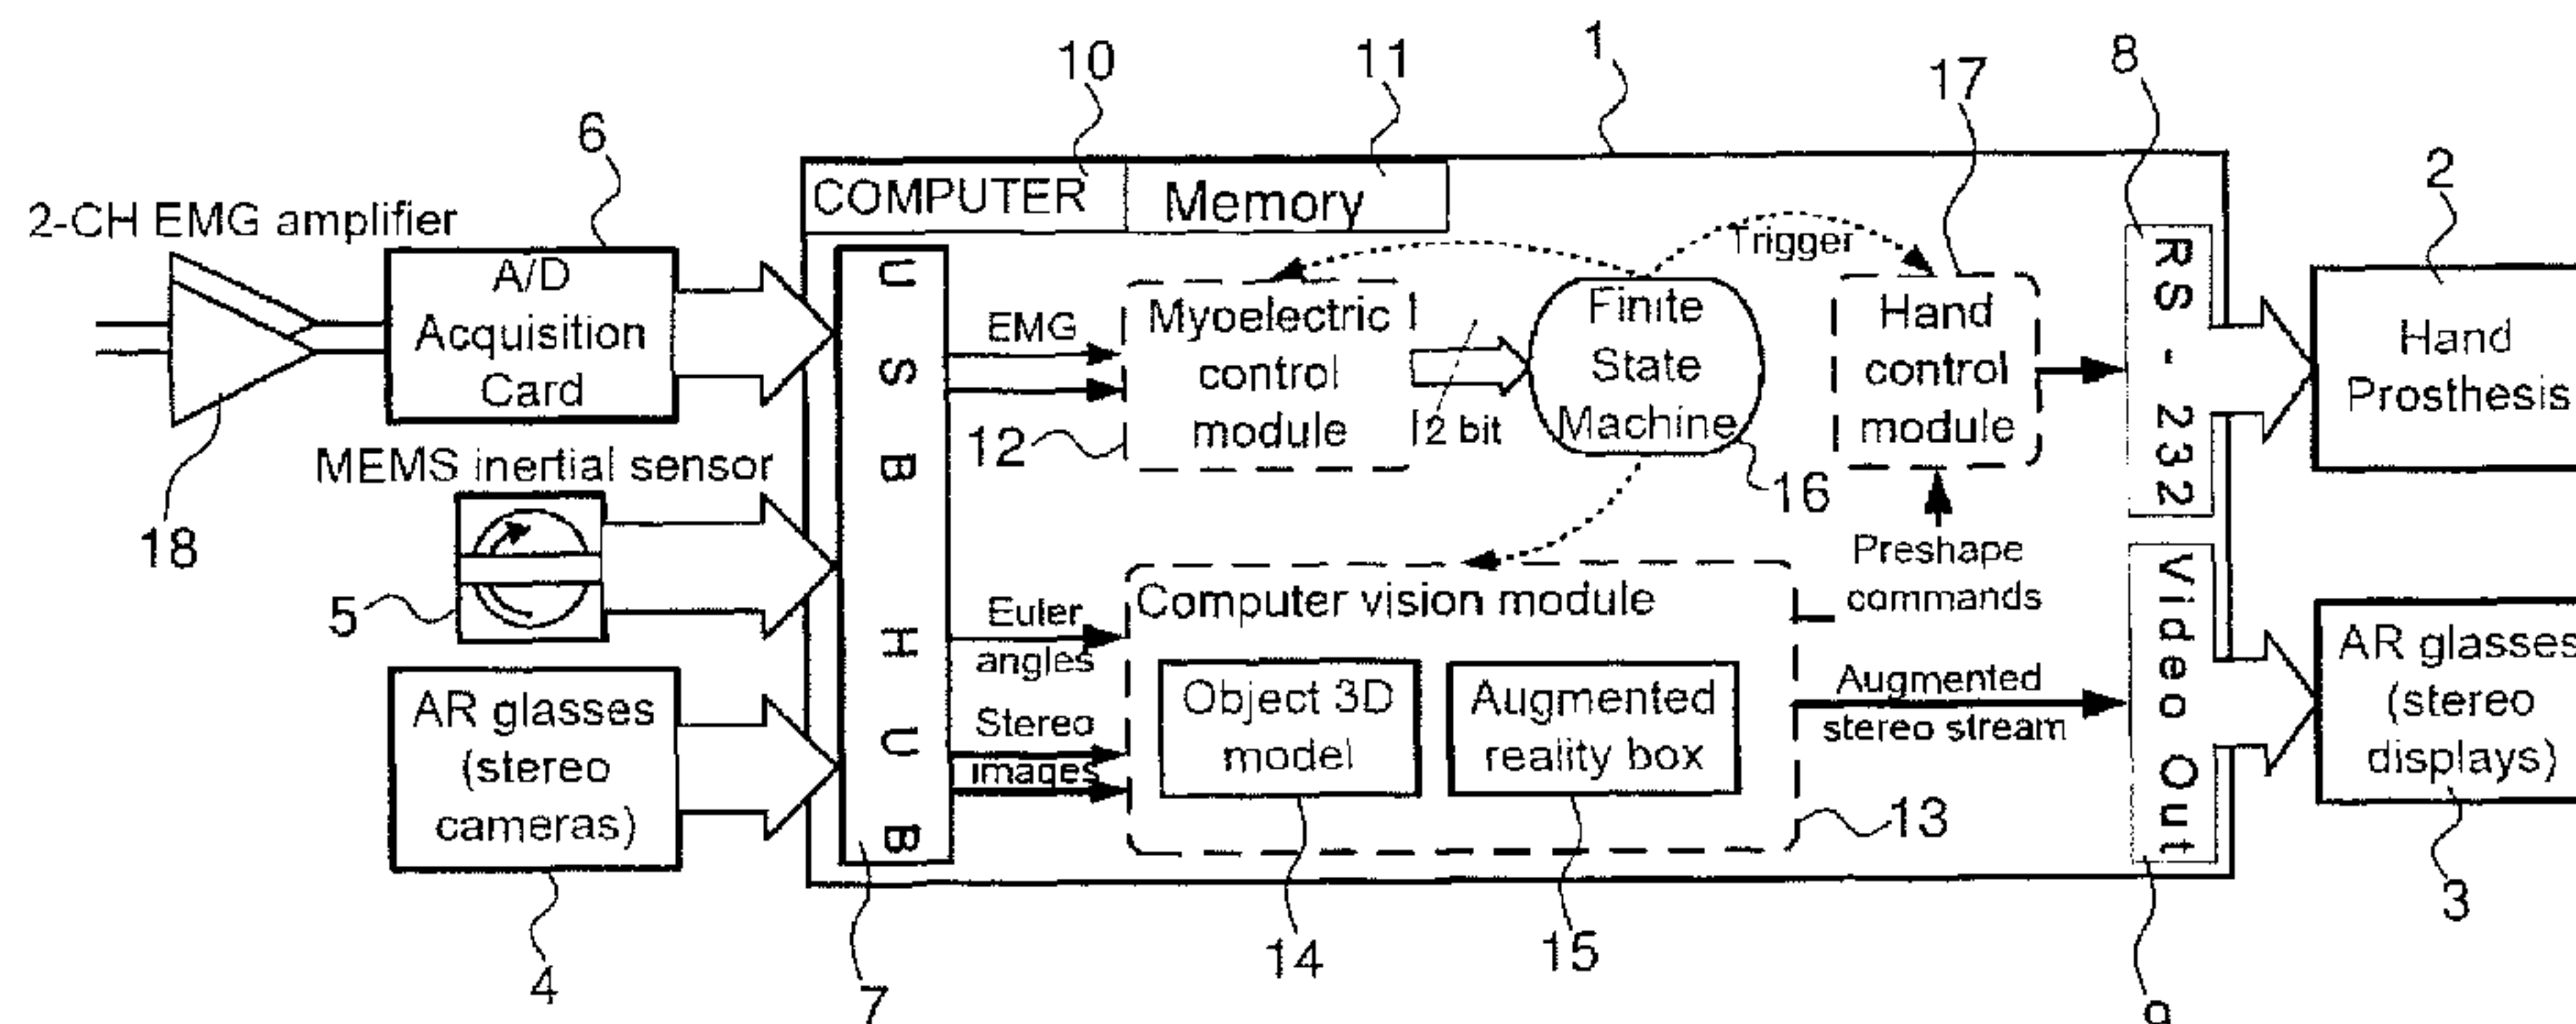 1
10
11
17
8
6
2
2-CH EMG amplifier
COMPUTER
Memory
A/D
Acquisition
Card
MEMS inertial sensor
18
5
AR glasses
(stereo
cameras)
4
USB HUB
7
EMG
Myoelectric
control
module
12
2 bit
Trigger
Finite
State
Machine
16
Hand
control
module
Preshape
commands
Euler
angles
Stereo
images
Computer vision module
Object 3D
model
Augmented
reality box
14
15
13
Augmented
stereo stream
RS-232
Video Out
9
Hand
Prosthesis
AR glasses
(stereo
displays)
3